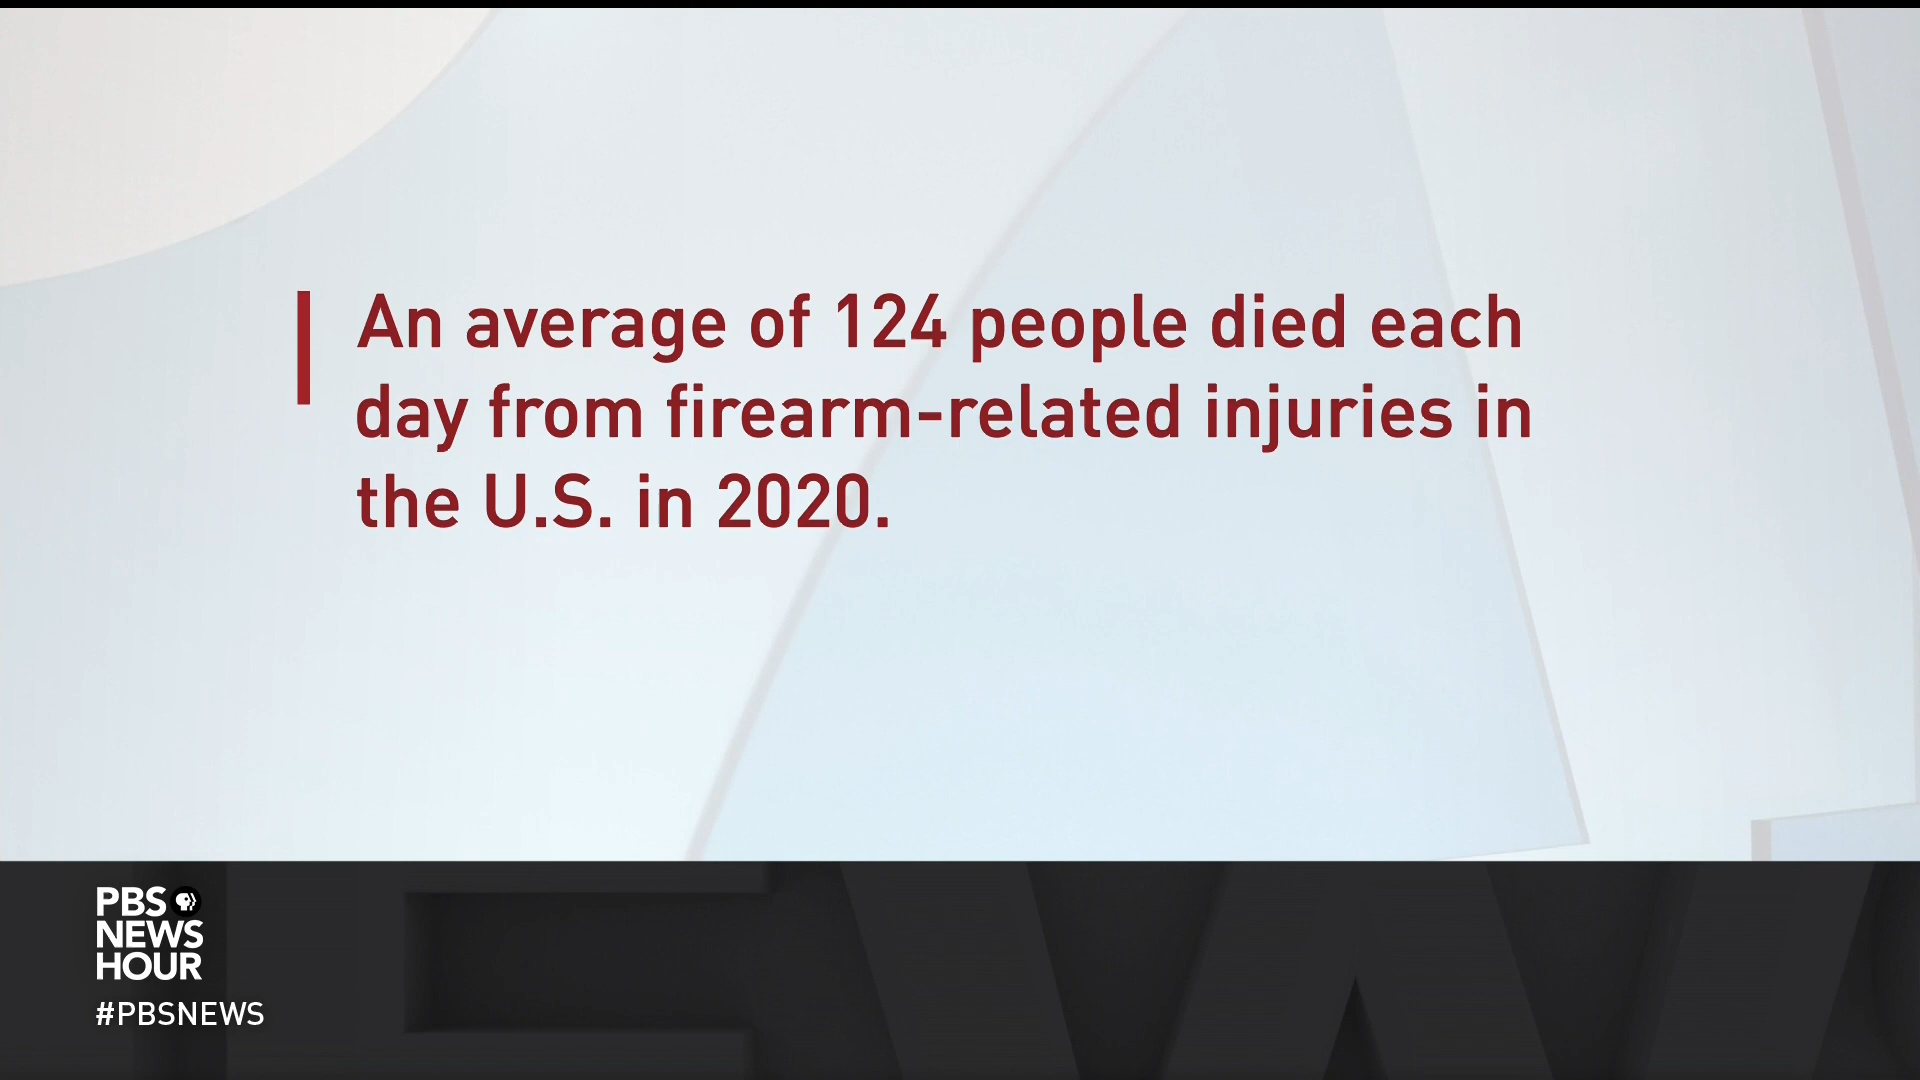 An average of 124 people died each
day from firearm-related injuries in
the U.S. in 2020.
PBS
NEWS
HOUR
#PBSNEWS